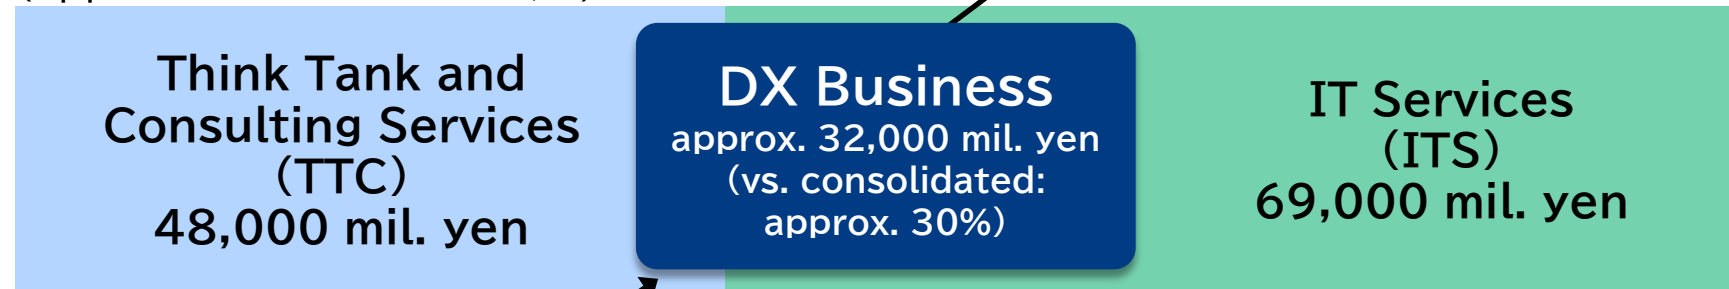 Think Tank and
Consulting Services
(TTC)
48,000 mil. yen
DX Business
approx. 32,000 mil. yen
(vs. consolidated:
approx. 30%)
IT Services
(ITS)
69,000 mil. yen